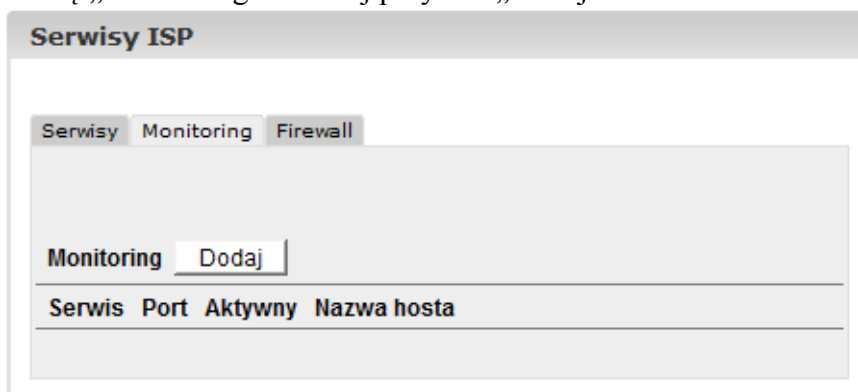 Serwisy ISP
Serwisy Monitoring Firewall
Monitoring Dodaj
Serwis Port Aktywny Nazwa hosta